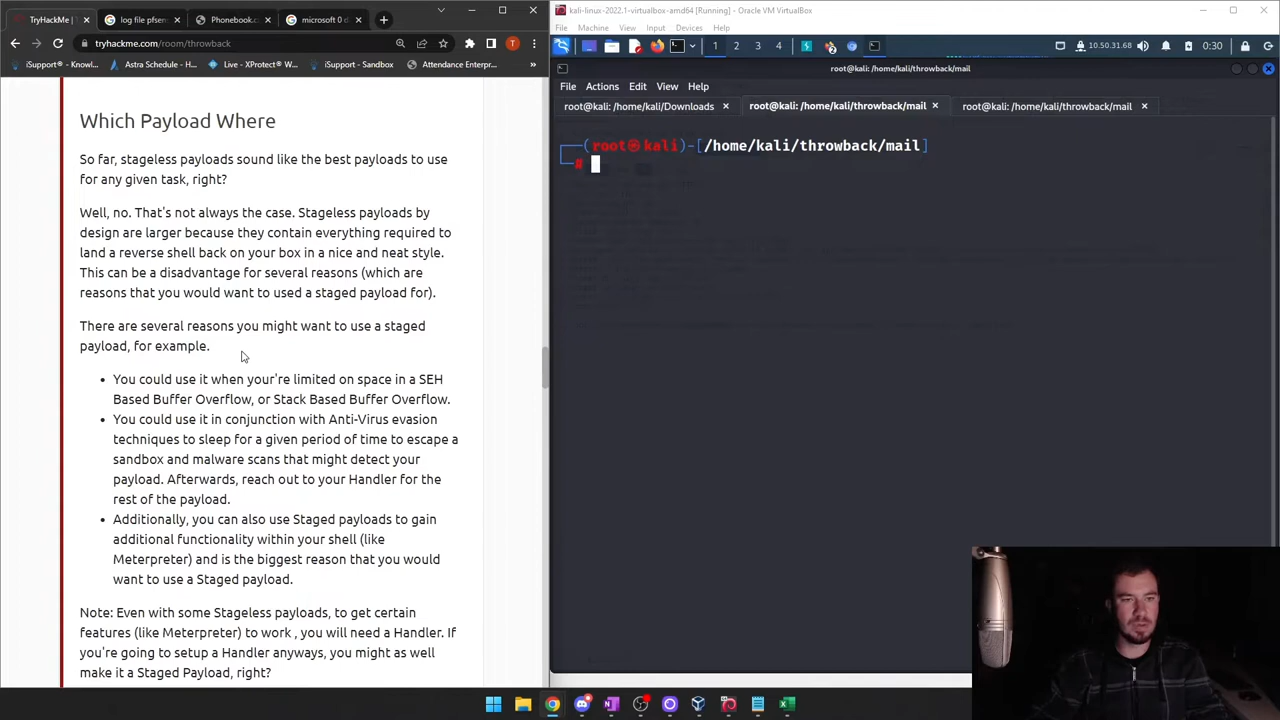 TryHackMe |
log file pfsens
Phonebook.c
microsoft 0 d
tryhackme.com/room/throwback
iSupport® - Knowl...
Astra Schedule - H...
Live - XProtect® W...
iSupport - Sandbox
Attendance Enterpr...
Which Payload Where
So far, stageless payloads sound like the best payloads to use
for any given task, right?
Well, no. That's not always the case. Stageless payloads by
design are larger because they contain everything required to
land a reverse shell back on your box in a nice and neat style.
This can be a disadvantage for several reasons (which are
reasons that you would want to used a staged payload for).
There are several reasons you might want to use a staged
payload, for example.
• You could use it when your're limited on space in a SEH
Based Buffer Overflow, or Stack Based Buffer Overflow.
• You could use it in conjunction with Anti-Virus evasion
techniques to sleep for a given period of time to escape a
sandbox and malware scans that might detect your
payload. Afterwards, reach out to your Handler for the
rest of the payload.
• Additionally, you can also use Staged payloads to gain
additional functionality within your shell (like
Meterpreter) and is the biggest reason that you would
want to use a Staged payload.
Note: Even with some Stageless payloads, to get certain
features (like Meterpreter) to work , you will need a Handler. If
you're going to setup a Handler anyways, you might as well
make it a Staged Payload, right?
kali-linux-2022.1-virtualbox-amd64 [Running] - Oracle VM VirtualBox
File Machine View Input Devices Help
1 2 3 4
10.50.31.68
0:30
root@kali: /home/kali/throwback/mail
File Actions Edit View Help
root@kali: /home/kali/Downloads
root@kali: /home/kali/throwback/mail
root@kali: /home/kali/throwback/mail
(root㉿kali)-[/home/kali/throwback/mail]
#